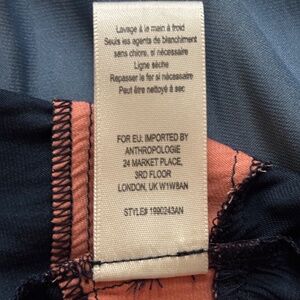 Lavage à le main à froid
Seuls les agents de blanchiment
sans chlore, si nécessaire
Ligne sèche
Repasser le fer si nécessaire
Peut être nettoyé à sec
FOR EU: IMPORTED BY
ANTHROPOLOGIE
24 MARKET PLACE,
3RD FLOOR
LONDON, UK W1W8AN
STYLE# 1990243AN